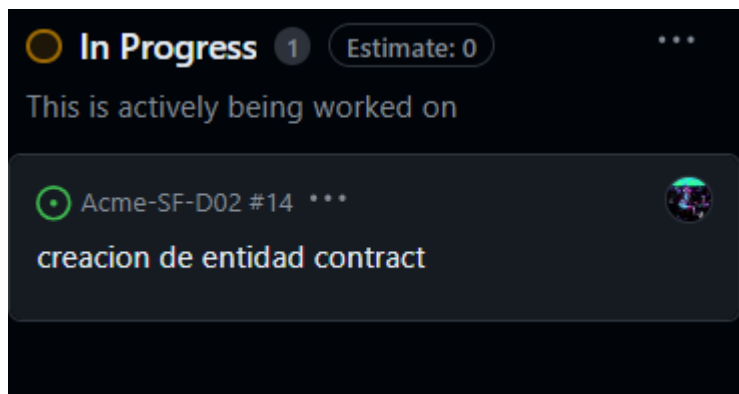 In Progress 1 Estimate: 0
This is actively being worked on
Acme-SF-D02 #14
creacion de entidad contract